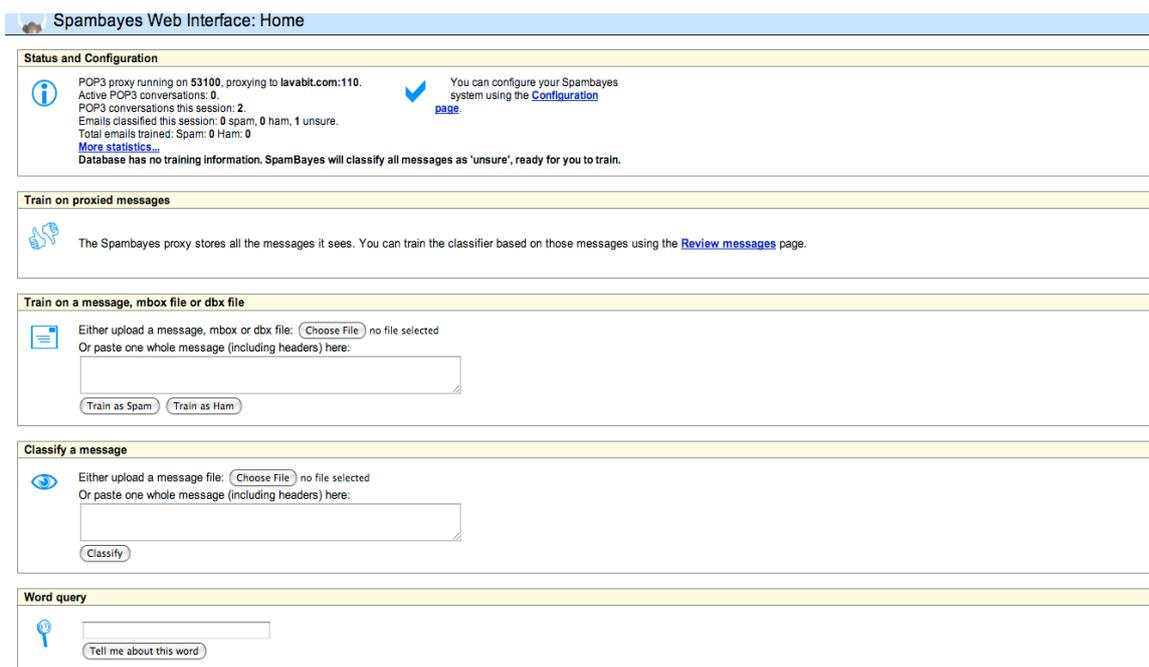 Spambayes Web Interface: Home
Status and Configuration
POP3 proxy running on 53100, proxying to lavabit.com:110.
Active POP3 conversations: 0.
POP3 conversations this session: 2.
Emails classified this session: 0 spam, 0 ham, 1 unsure.
Total emails trained: Spam: 0 Ham: 0
More statistics...
Database has no training information. SpamBayes will classify all messages as 'unsure', ready for you to train.
You can configure your Spambayes
system using the Configuration
page.
Train on proxied messages
The Spambayes proxy stores all the messages it sees. You can train the classifier based on those messages using the Review messages page.
Train on a message, mbox file or dbx file
Either upload a message, mbox or dbx file: Choose File no file selected
Or paste one whole message (including headers) here:
Train as Spam Train as Ham
Classify a message
Either upload a message file: Choose File no file selected
Or paste one whole message (including headers) here:
Classify
Word query
Tell me about this word